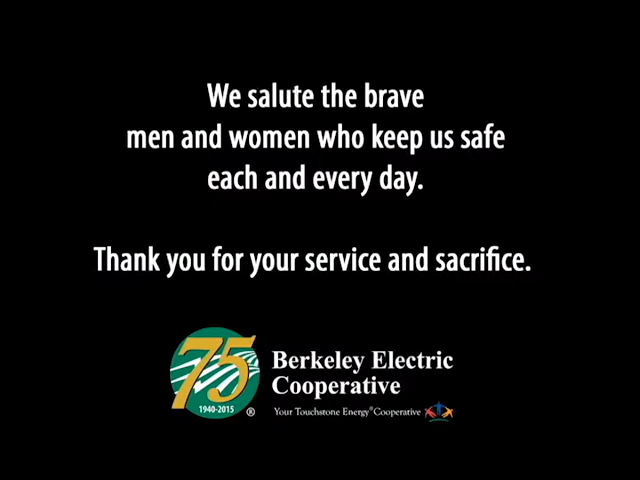 We salute the brave
men and women who keep us safe
each and every day.
Thank you for your service and sacrifice.
75
1940-2015 ®
Berkeley Electric
Cooperative
Your Touchstone Energy® Cooperative